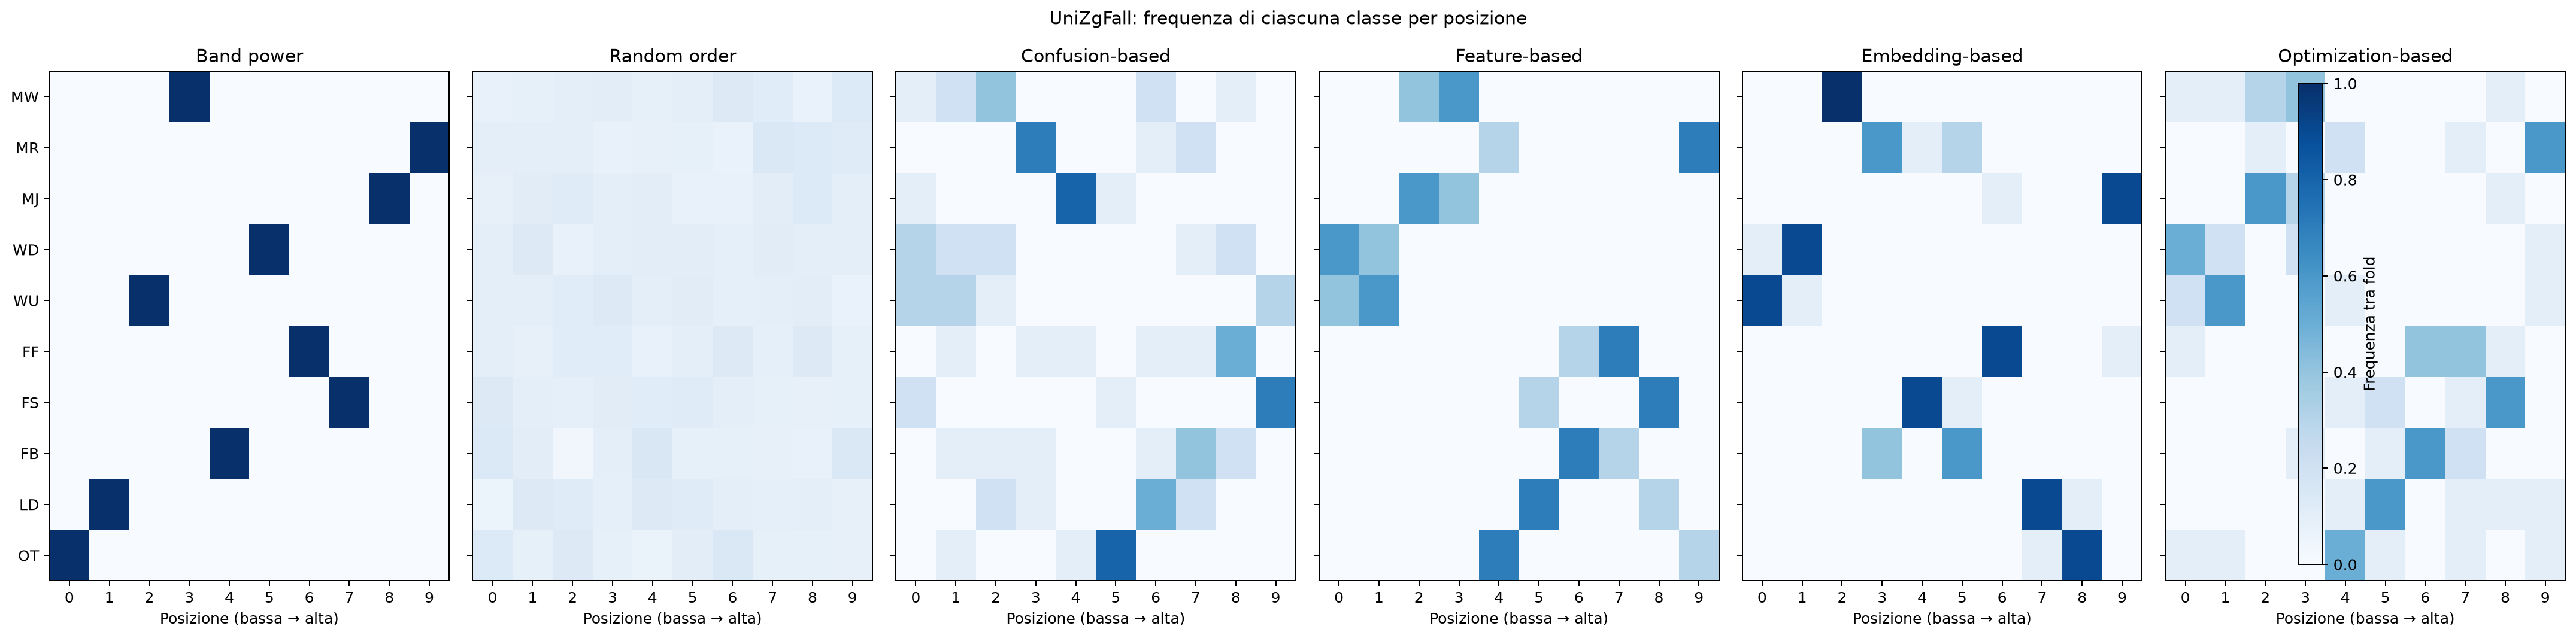 UniZgFall: frequenza di ciascuna classe per posizione
Band power
Random order
Confusion-based
Feature-based
Embedding-based
Optimization-based
MW
MR
MJ
WD
WU
FF
FS
FB
LD
OT
1.0
0.8
0.6
0.4
0.2
0.0
Frequenza tra fold
0 1 2 3 4 5 6 7 8 9
0 1 2 3 4 5 6 7 8 9
0 1 2 3 4 5 6 7 8 9
0 1 2 3 4 5 6 7 8 9
0 1 2 3 4 5 6 7 8 9
0 1 2 3 4 5 6 7 8 9
Posizione (bassa → alta)
Posizione (bassa → alta)
Posizione (bassa → alta)
Posizione (bassa → alta)
Posizione (bassa → alta)
Posizione (bassa → alta)